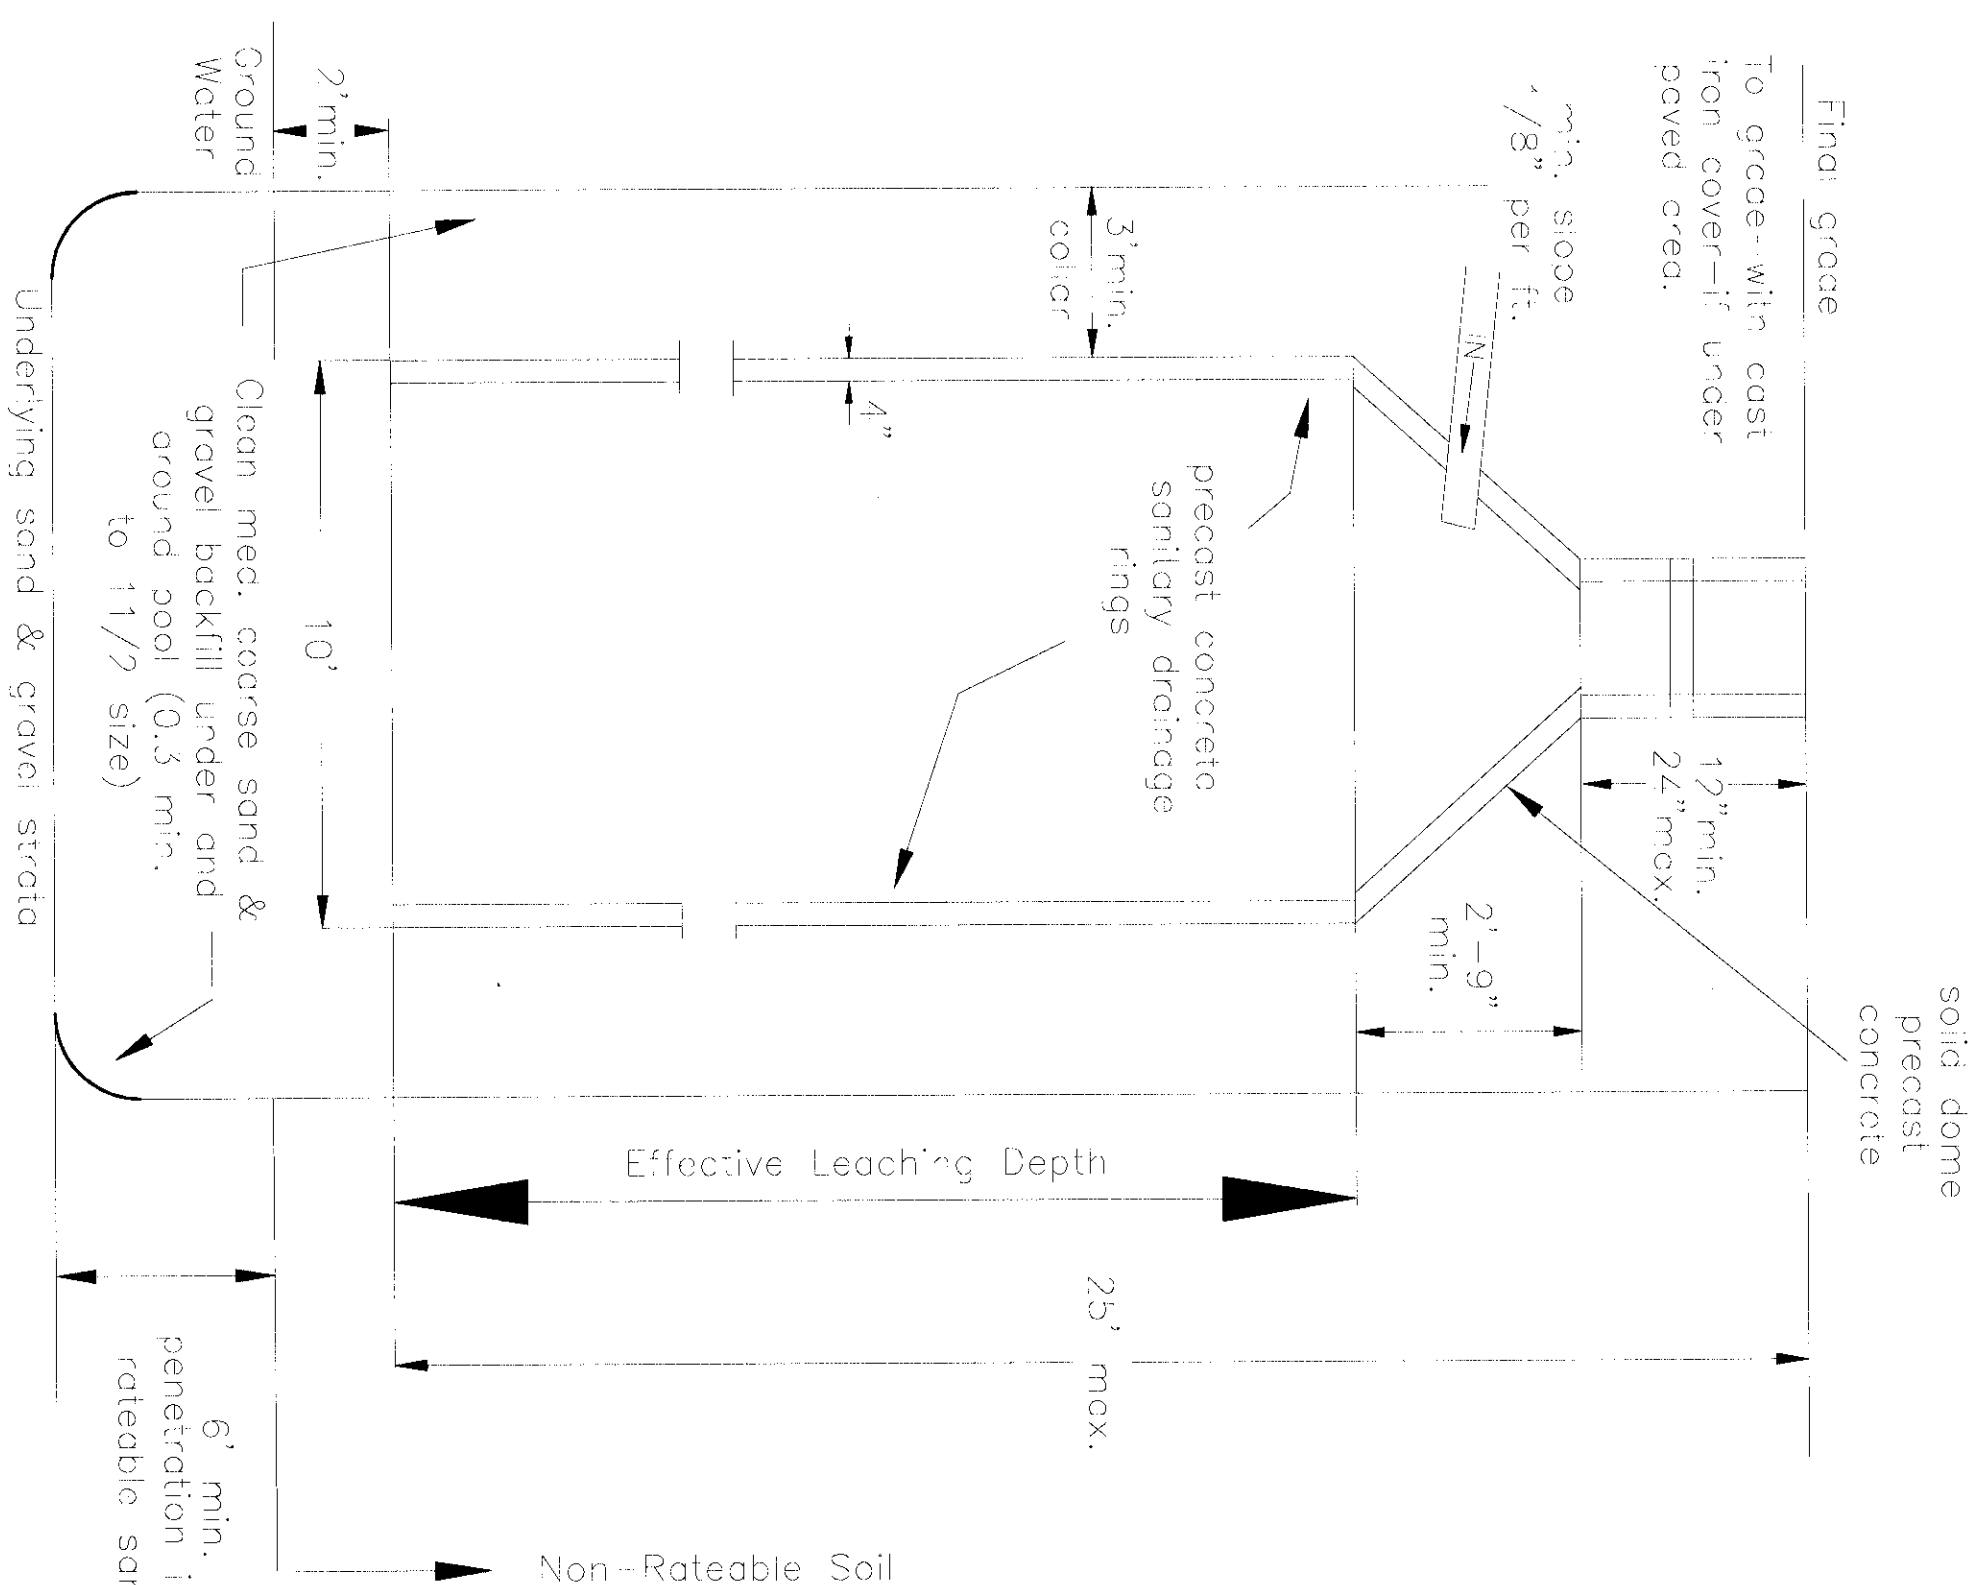 Final grade
To grade-with cast
iron cover-if under
paved area.
min. slope
1/8" per ft.
IN
12"min.
24"max.
solid dome
precast
concrete
2'-9"
min.
3'min.
collar
4"
precast concrete
sanitary drainage
rings
Effective Leaching Depth
25' max.
10'
2'min.
Ground
Water
Clean med. coarse sand &
gravel backfill under and
around pool (0.3 min.
to 11/2 size)
Underlying sand & gravel strata
6' min.
penetration
rateable
Non-Rateable Soil